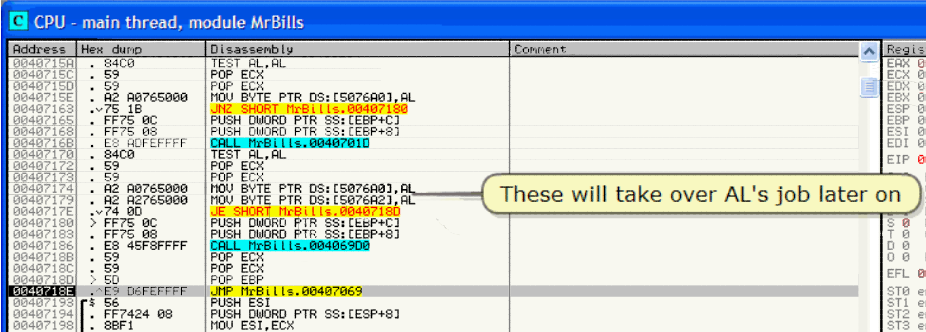 C CPU - main thread, module MrBills
Address Hex dump Disassembly Comment Regis
0040715A . 84C0 TEST AL,AL EAX 0
0040715C . 59 POP ECX ECX 0
0040715D . 59 POP ECX EDX 0
0040715E . A2 A0765000 MOV BYTE PTR DS:[5076A0],AL EBX 0
00407163 .v75 1B JNZ SHORT MrBills.00407180 ESP 0
00407165 . FF75 0C PUSH DWORD PTR SS:[EBP+C] EBP 0
00407168 . FF75 08 PUSH DWORD PTR SS:[EBP+8] ESI 0
0040716B . E8 ADFEFFFF CALL MrBills.0040701D EDI 0
00407170 . 84C0 TEST AL,AL
00407172 . 59 POP ECX EIP 0
00407173 . 59 POP ECX
00407174 . A2 A0765000 MOV BYTE PTR DS:[5076A0],AL
00407179 . A2 A2765000 MOV BYTE PTR DS:[5076A2],AL
These will take over AL's job later on
0040717E .v74 0D JE SHORT MrBills.0040718D
00407180 > FF75 0C PUSH DWORD PTR SS:[EBP+C] S 0
00407183 . FF75 08 PUSH DWORD PTR SS:[EBP+8] T 0
00407186 . E8 45F8FFFF CALL MrBills.004069D0 D 0
0040718B . 59 POP ECX O 0
0040718C . 59 POP ECX
0040718D > 5D POP EBP EFL 0
0040718E .^E9 D6FEFFFF JMP MrBills.00407069
00407193 $ 56 PUSH ESI ST0 e
00407194 . FF7424 08 PUSH DWORD PTR SS:[ESP+8] ST1 e
00407198 . 8BF1 MOV ESI,ECX ST2 e
ST3 e